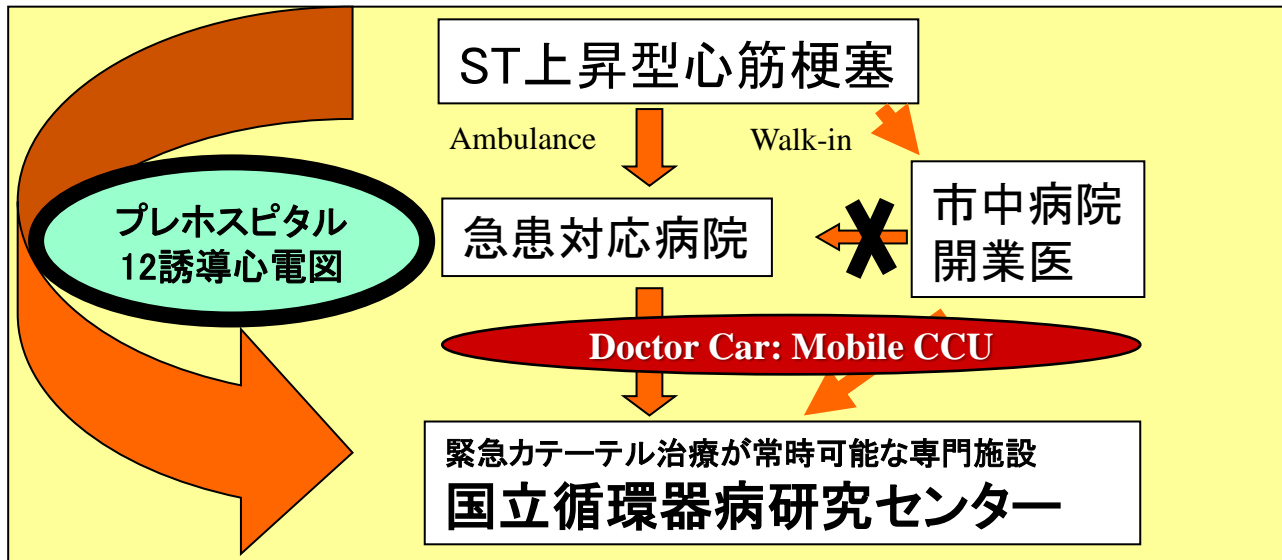 ST上昇型心筋梗塞
Ambulance
Walk-in
プレホスピタル
12誘導心電図
急患対応病院
市中病院
開業医
Doctor Car: Mobile CCU
緊急カテーテル治療が常時可能な専門施設
国立循環器病研究センター